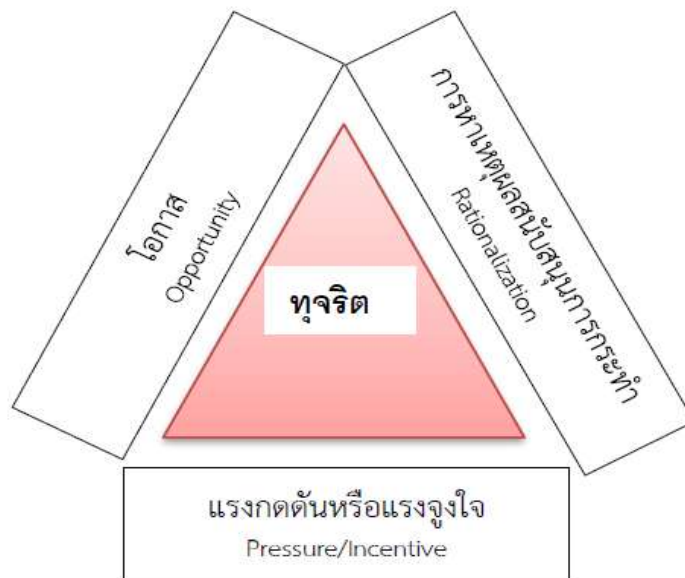 โอกาส
Opportunity
การหาเหตุผลสนับสนุนการกระทำ
Rationalization
ทุจริต
แรงกดดันหรือแรงจูงใจ
Pressure/Incentive